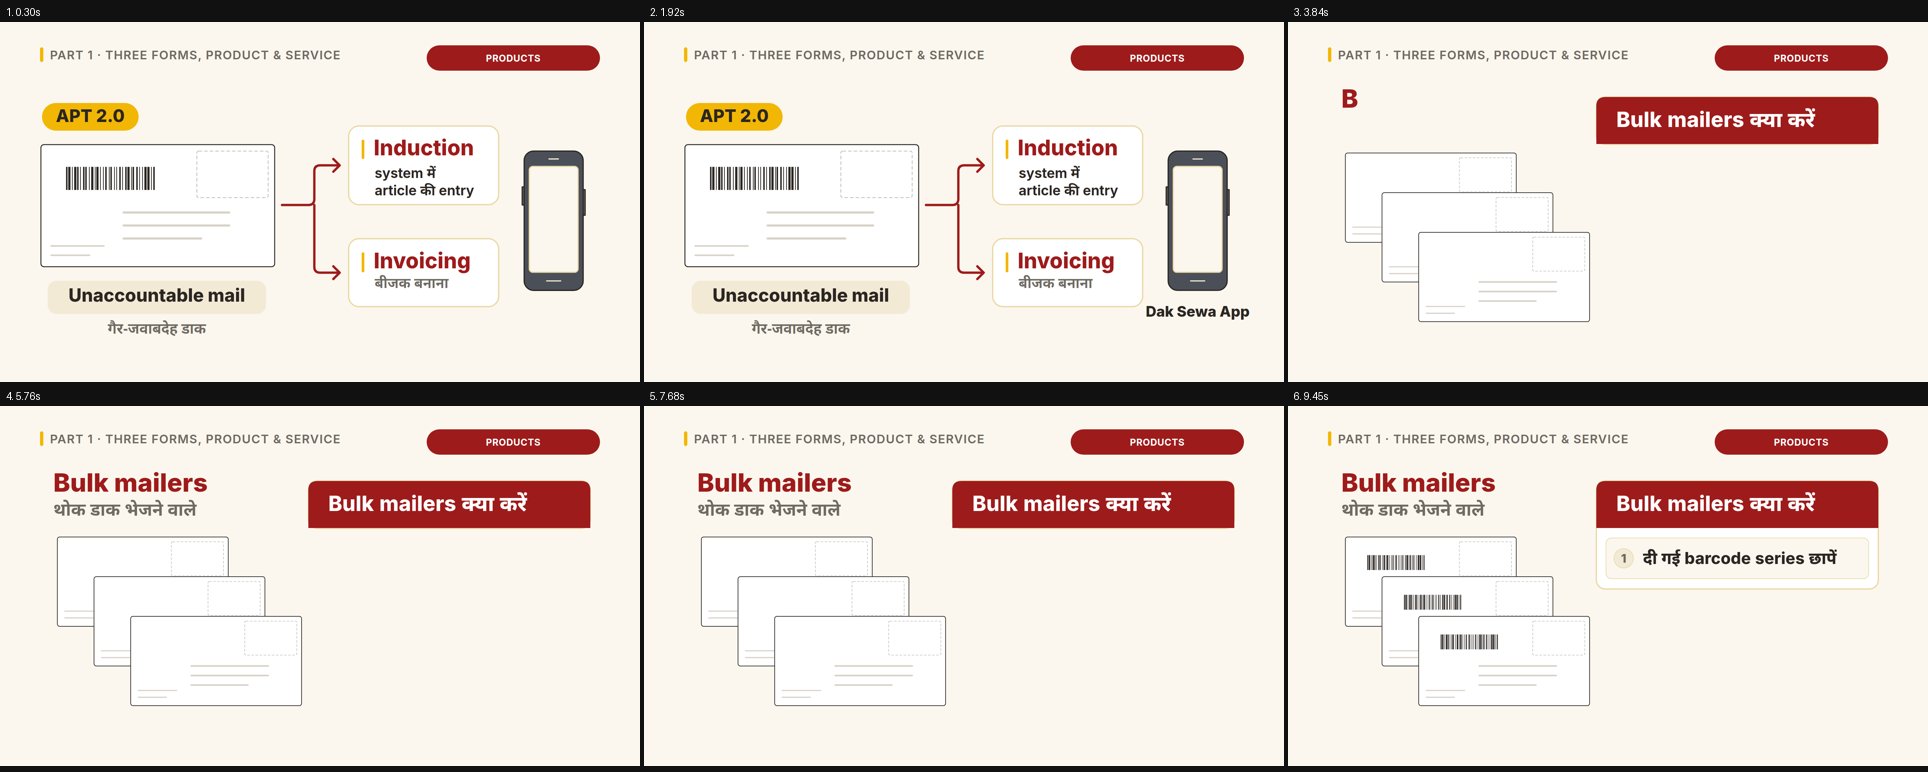 1. 0.30s
PART 1 · THREE FORMS, PRODUCT & SERVICE
PRODUCTS
APT 2.0
Induction
system में
article की entry
Invoicing
बीजक बनाना
Unaccountable mail
गैर-जवाबदेह डाक
2. 1.92s
PART 1 · THREE FORMS, PRODUCT & SERVICE
PRODUCTS
APT 2.0
Induction
system में
article की entry
Invoicing
बीजक बनाना
Dak Sewa App
Unaccountable mail
गैर-जवाबदेह डाक
3. 3.84s
PART 1 · THREE FORMS, PRODUCT & SERVICE
PRODUCTS
B
Bulk mailers क्या करें
4. 5.76s
PART 1 · THREE FORMS, PRODUCT & SERVICE
PRODUCTS
Bulk mailers
थोक डाक भेजने वाले
Bulk mailers क्या करें
5. 7.68s
PART 1 · THREE FORMS, PRODUCT & SERVICE
PRODUCTS
Bulk mailers
थोक डाक भेजने वाले
Bulk mailers क्या करें
6. 9.45s
PART 1 · THREE FORMS, PRODUCT & SERVICE
PRODUCTS
Bulk mailers
थोक डाक भेजने वाले
Bulk mailers क्या करें
1 दी गई barcode series छापें